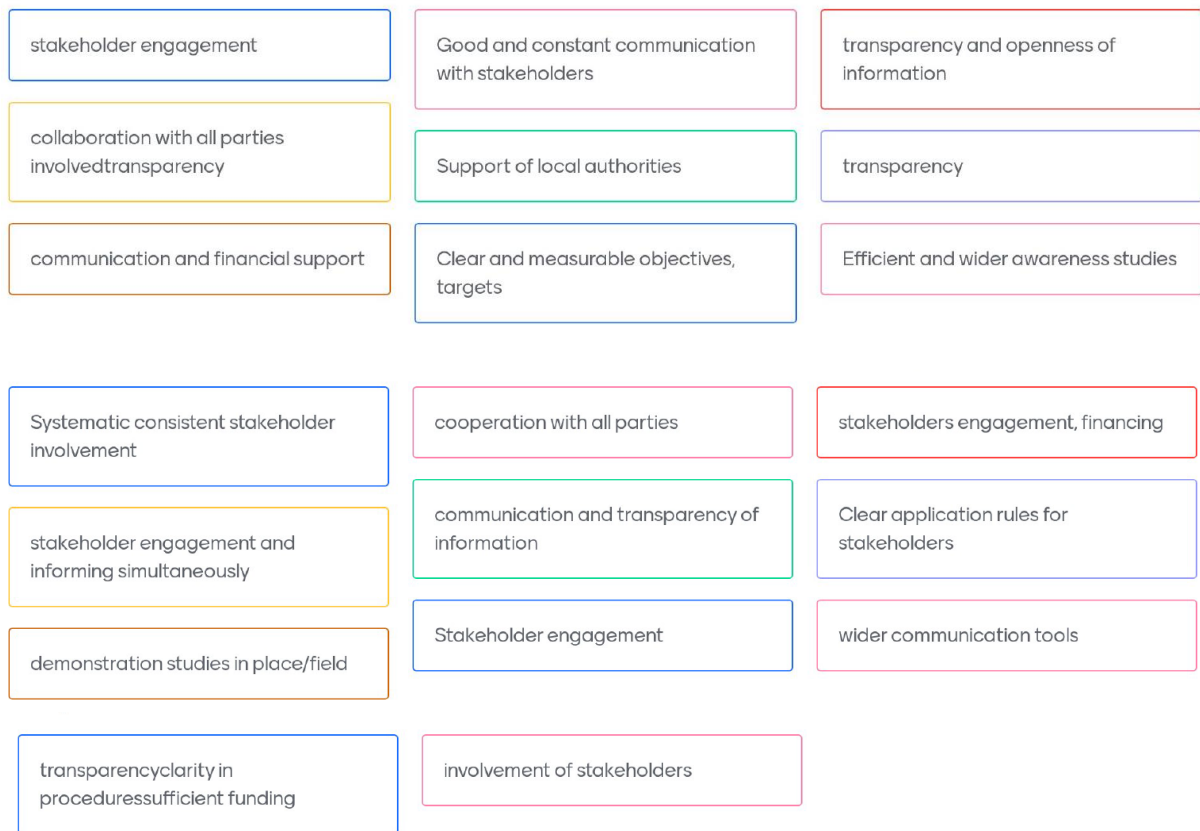 stakeholder engagement
collaboration with all parties
involvedtransparency
communication and financial support
Good and constant communication
with stakeholders
Support of local authorities
Clear and measurable objectives,
targets
transparency and openness of
information
transparency
Efficient and wider awareness studies
Systematic consistent stakeholder
involvement
stakeholder engagement and
informing simultaneously
demonstration studies in place/field
cooperation with all parties
communication and transparency of
information
Stakeholder engagement
stakeholders engagement, financing
Clear application rules for
stakeholders
wider communication tools
transparencyclarity in
proceduressufficient funding
involvement of stakeholders